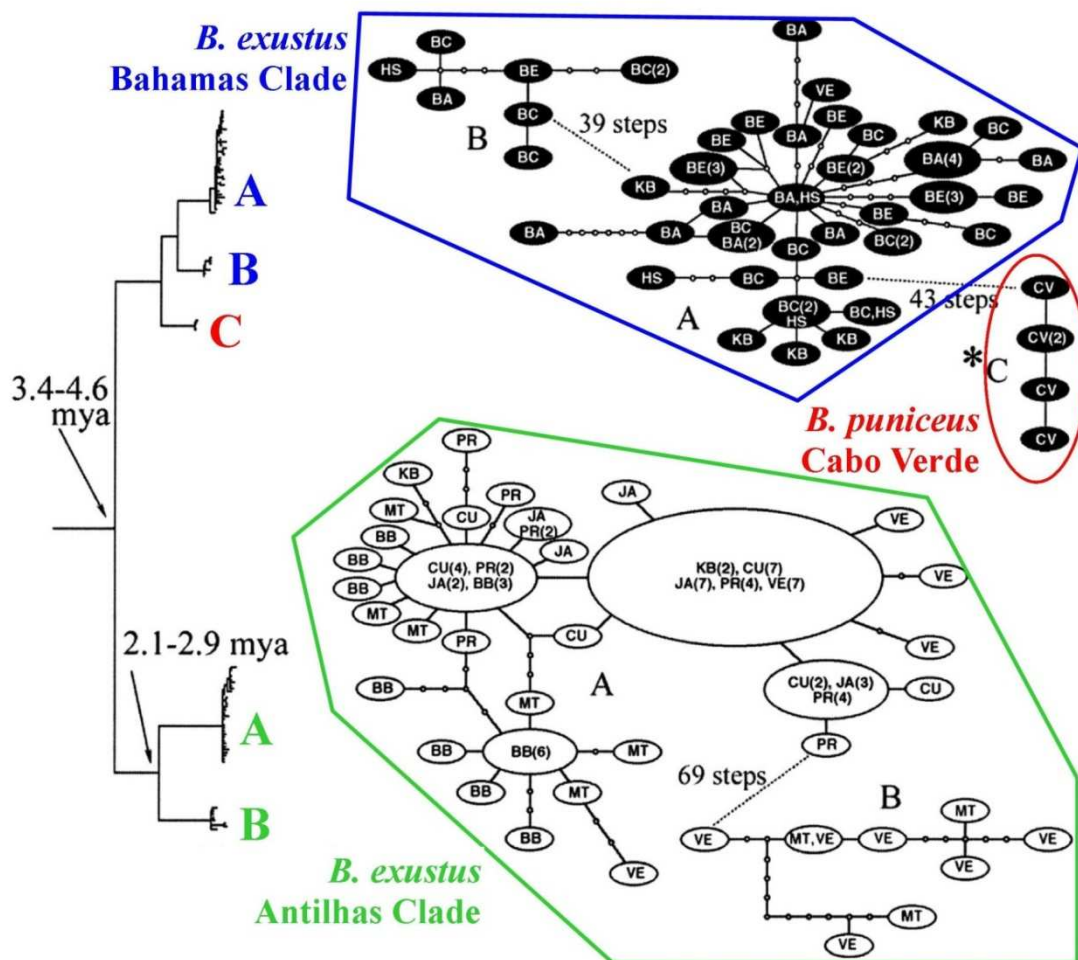 B. exustus
Bahamas Clade
A
B
C
3.4-4.6
mya
2.1-2.9 mya
A
B
BC
HS
BA
BE
BC(2)
BC
BC
B
39 steps
KB
BA
VE
BE
BA
BE
BE
BE(3)
BE
BC
BE(2)
KB
BC
BA(4)
BA
BA,HS
BE(3)
BE
BA
BE
BC
BA
BA
BC
BA(2)
BA
BC(2)
BC
HS
BC
BE
43 steps
A
BC(2)
HS
BC,HS
KB
KB
KB
CV
CV(2)
*C
CV
CV
B. puniceus
Cabo Verde
PR
KB
PR
MT
CU
JA
PR(2)
BB
JA
BB
CU(4), PR(2)
JA(2), BB(3)
BB
MT
MT
PR
JA
VE
KB(2), CU(7)
JA(7), PR(4), VE(7)
VE
VE
CU
A
BB
MT
CU(2), JA(3)
PR(4)
CU
PR
BB
BB(6)
MT
BB
MT
BB
VE
69 steps
B
VE
MT,VE
VE
MT
VE
VE
MT
VE
B. exustus
Antilhas Clade